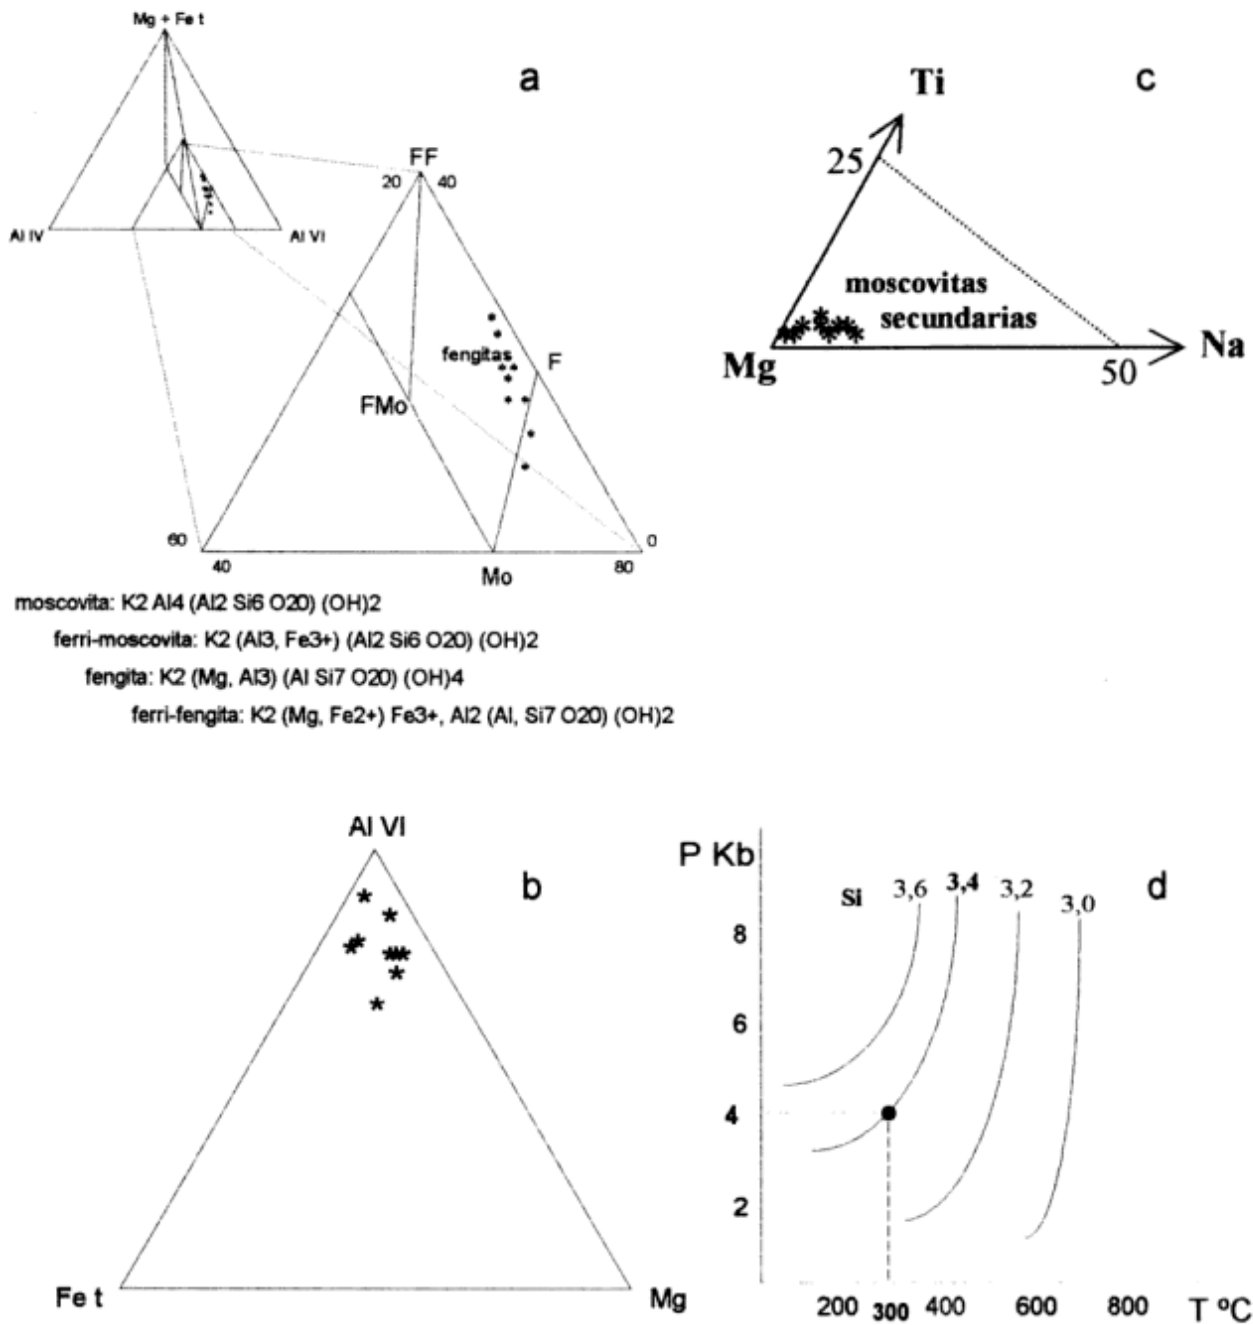 Mg + Fe t
a
Al IV
Al VI
FF
20
40
fengitas
F
FMo
60
40
Mo
80
0
moscovita: K2 Al4 (Al2 Si6 O20) (OH)2
ferri-moscovita: K2 (Al3, Fe3+) (Al2 Si6 O20) (OH)2
fengita: K2 (Mg, Al3) (Al Si7 O20) (OH)4
ferri-fengita: K2 (Mg, Fe2+) Fe3+, Al2 (Al, Si7 O20) (OH)2
c
Ti
25
moscovitas
secundarias
Mg
50
Na
Al VI
b
Fe t
Mg
P Kb
d
Si
3,6
3,4
3,2
3,0
8
6
4
2
200
300
400
600
800
T ºC